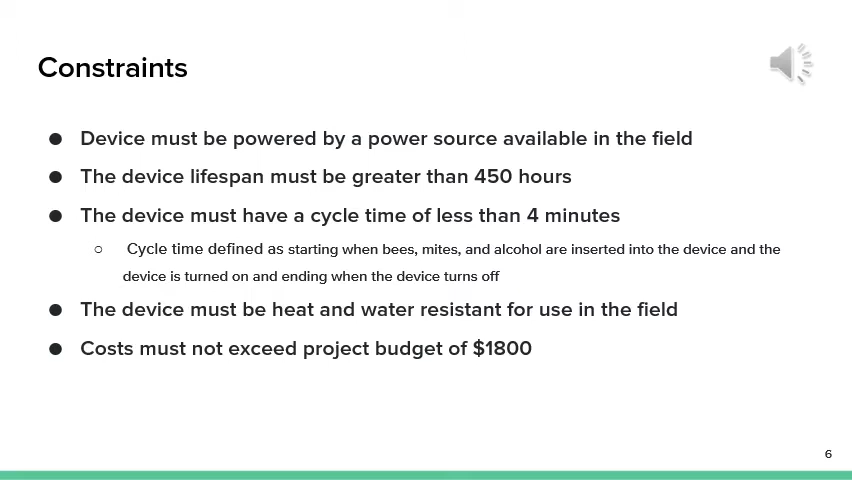 Constraints
● Device must be powered by a power source available in the field
● The device lifespan must be greater than 450 hours
● The device must have a cycle time of less than 4 minutes
○ Cycle time defined as starting when bees, mites, and alcohol are inserted into the device and the
device is turned on and ending when the device turns off
● The device must be heat and water resistant for use in the field
● Costs must not exceed project budget of $1800
6